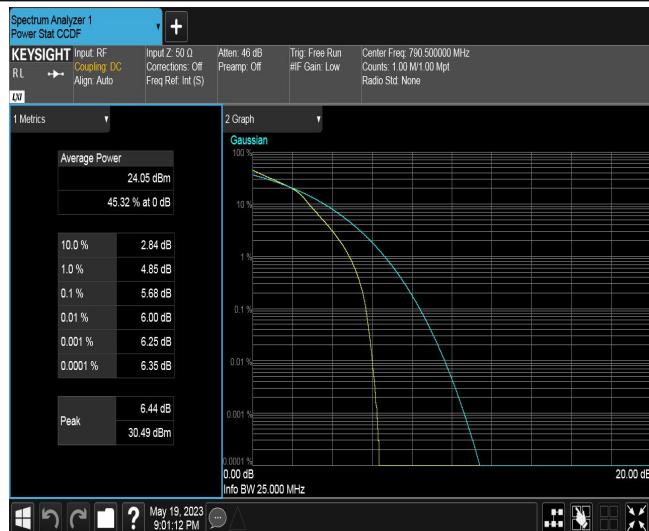 Spectrum Analyzer 1
Power Stat CCDF
+
KEYSIGHT
RL
LXI
Input: RF
Coupling: DC
Align: Auto
Input Z: 50 Ω
Corrections: Off
Freq Ref: Int (S)
Atten: 46 dB
Preamp: Off
Trig: Free Run
#IF Gain: Low
Center Freq: 790.500000 MHz
Counts: 1.00 M/1.00 Mpt
Radio Std: None
1 Metrics
Average Power
24.05 dBm
45.32 % at 0 dB
10.0 % 2.84 dB
1.0 % 4.85 dB
0.1 % 5.68 dB
0.01 % 6.00 dB
0.001 % 6.25 dB
0.0001 % 6.35 dB
Peak
6.44 dB
30.49 dBm
2 Graph
Gaussian
100 %
10 %
1 %
0.1 %
0.01 %
0.001 %
0.0001 %
0.00 dB
20.00 dB
Info BW 25.000 MHz
?
May 19, 2023
9:01:12 PM